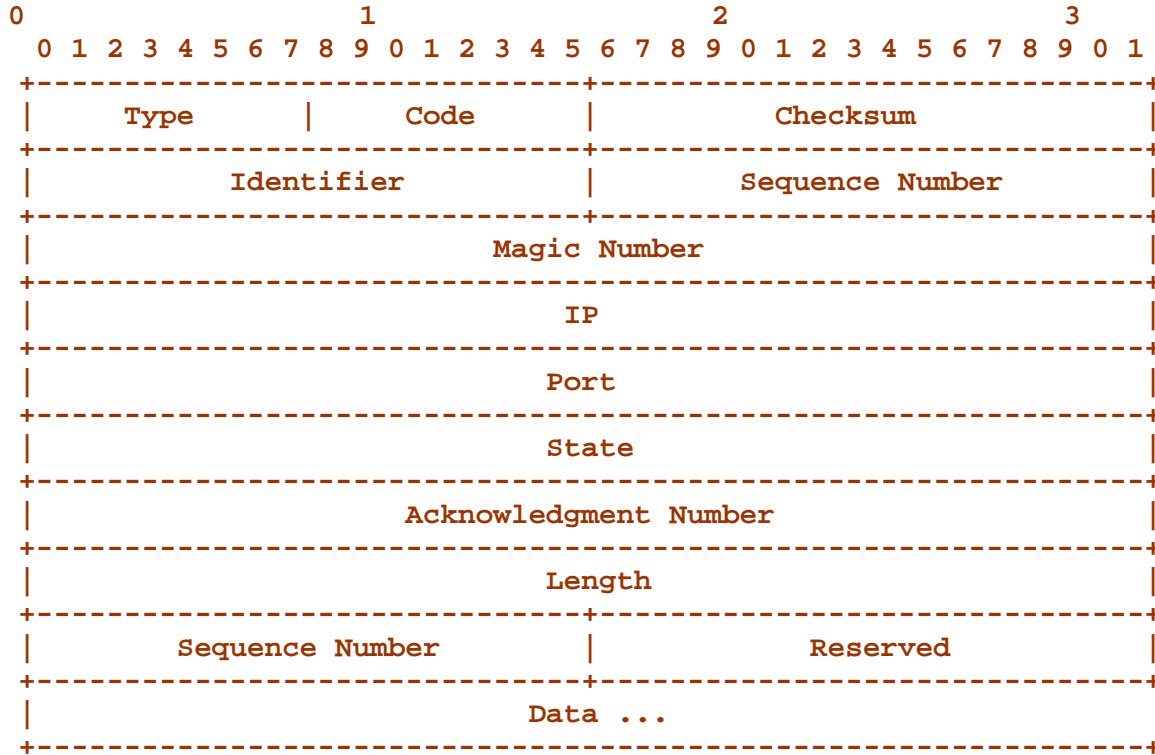 0 1 2 3
0 1 2 3 4 5 6 7 8 9 0 1 2 3 4 5 6 7 8 9 0 1 2 3 4 5 6 7 8 9 0 1
+-------------------------------+-------------------------------+
| Type | Code | Checksum |
+-------------------------------+-------------------------------+
| Identifier | Sequence Number |
+-------------------------------+-------------------------------+
| Magic Number |
+---------------------------------------------------------------+
| IP |
+---------------------------------------------------------------+
| Port |
+---------------------------------------------------------------+
| State |
+---------------------------------------------------------------+
| Acknowledgment Number |
+---------------------------------------------------------------+
| Length |
+-------------------------------+-------------------------------+
| Sequence Number | Reserved |
+-------------------------------+-------------------------------+
| Data ... |
+---------------------------------------------------------------+